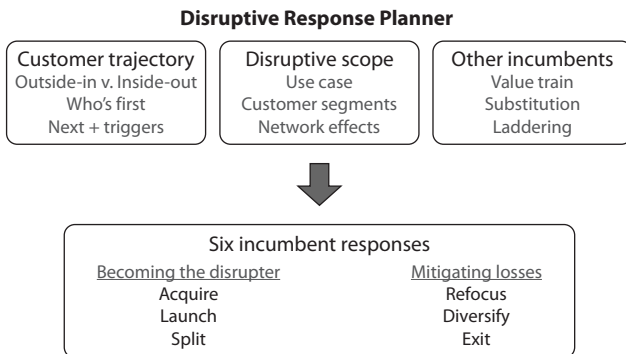 Disruptive Response Planner
Customer trajectory
Outside-in v. Inside-out
Who's first
Next + triggers
Disruptive scope
Use case
Customer segments
Network effects
Other incumbents
Value train
Substitution
Laddering
Six incumbent responses
Becoming the disrupter
Acquire
Launch
Split
Mitigating losses
Refocus
Diversify
Exit